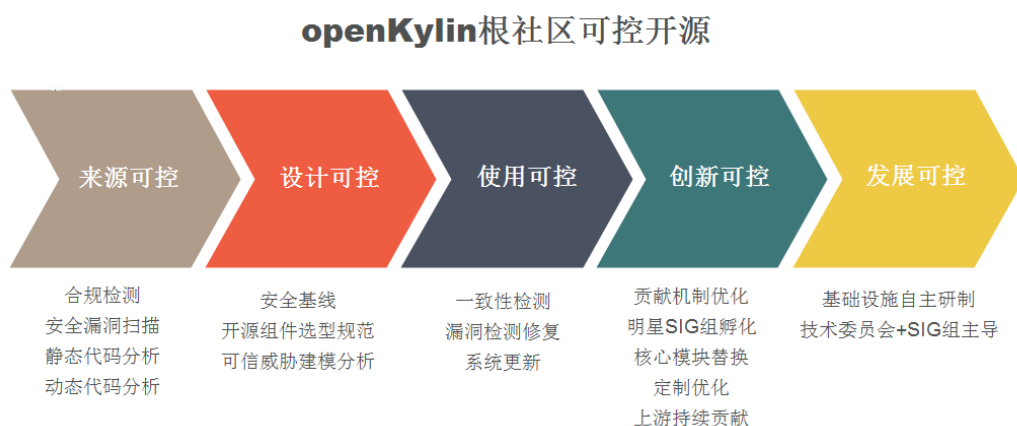 openKylin根社区可控开源
来源可控
设计可控
使用可控
创新可控
发展可控
合规检测
安全漏洞扫描
静态代码分析
动态代码分析
安全基线
开源组件选型规范
可信威胁建模分析
一致性检测
漏洞检测修复
系统更新
贡献机制优化
明星SIG组孵化
核心模块替换
定制优化
上游持续贡献
基础设施自主研制
技术委员会+SIG组主导